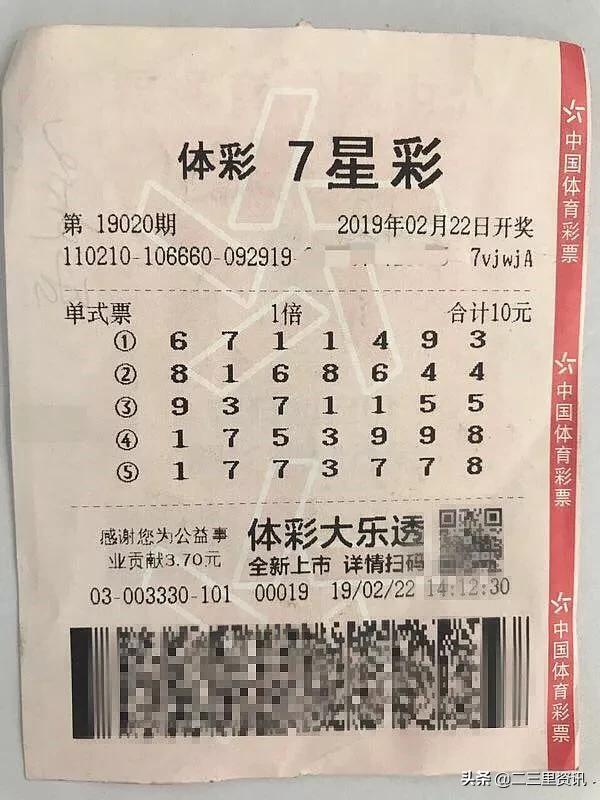 体彩 7星彩
第 19020期 2019年02月22日开奖
110210-106660-092919 7vjwjA
单式票 1倍 合计10元
① 6 7 1 1 4 9 3
② 8 1 6 8 6 4 4
③ 9 3 7 1 1 5 5
④ 1 7 5 3 9 9 8
⑤ 1 7 7 3 7 7 8
感谢您为公益事
业贡献3.70元
体彩大乐透
全新上市 详情扫码
03-003330-101 00019 19/02/22 14:12:30
中国体育彩票
中国体育彩票
中国体育彩票
头条 @二三里资讯